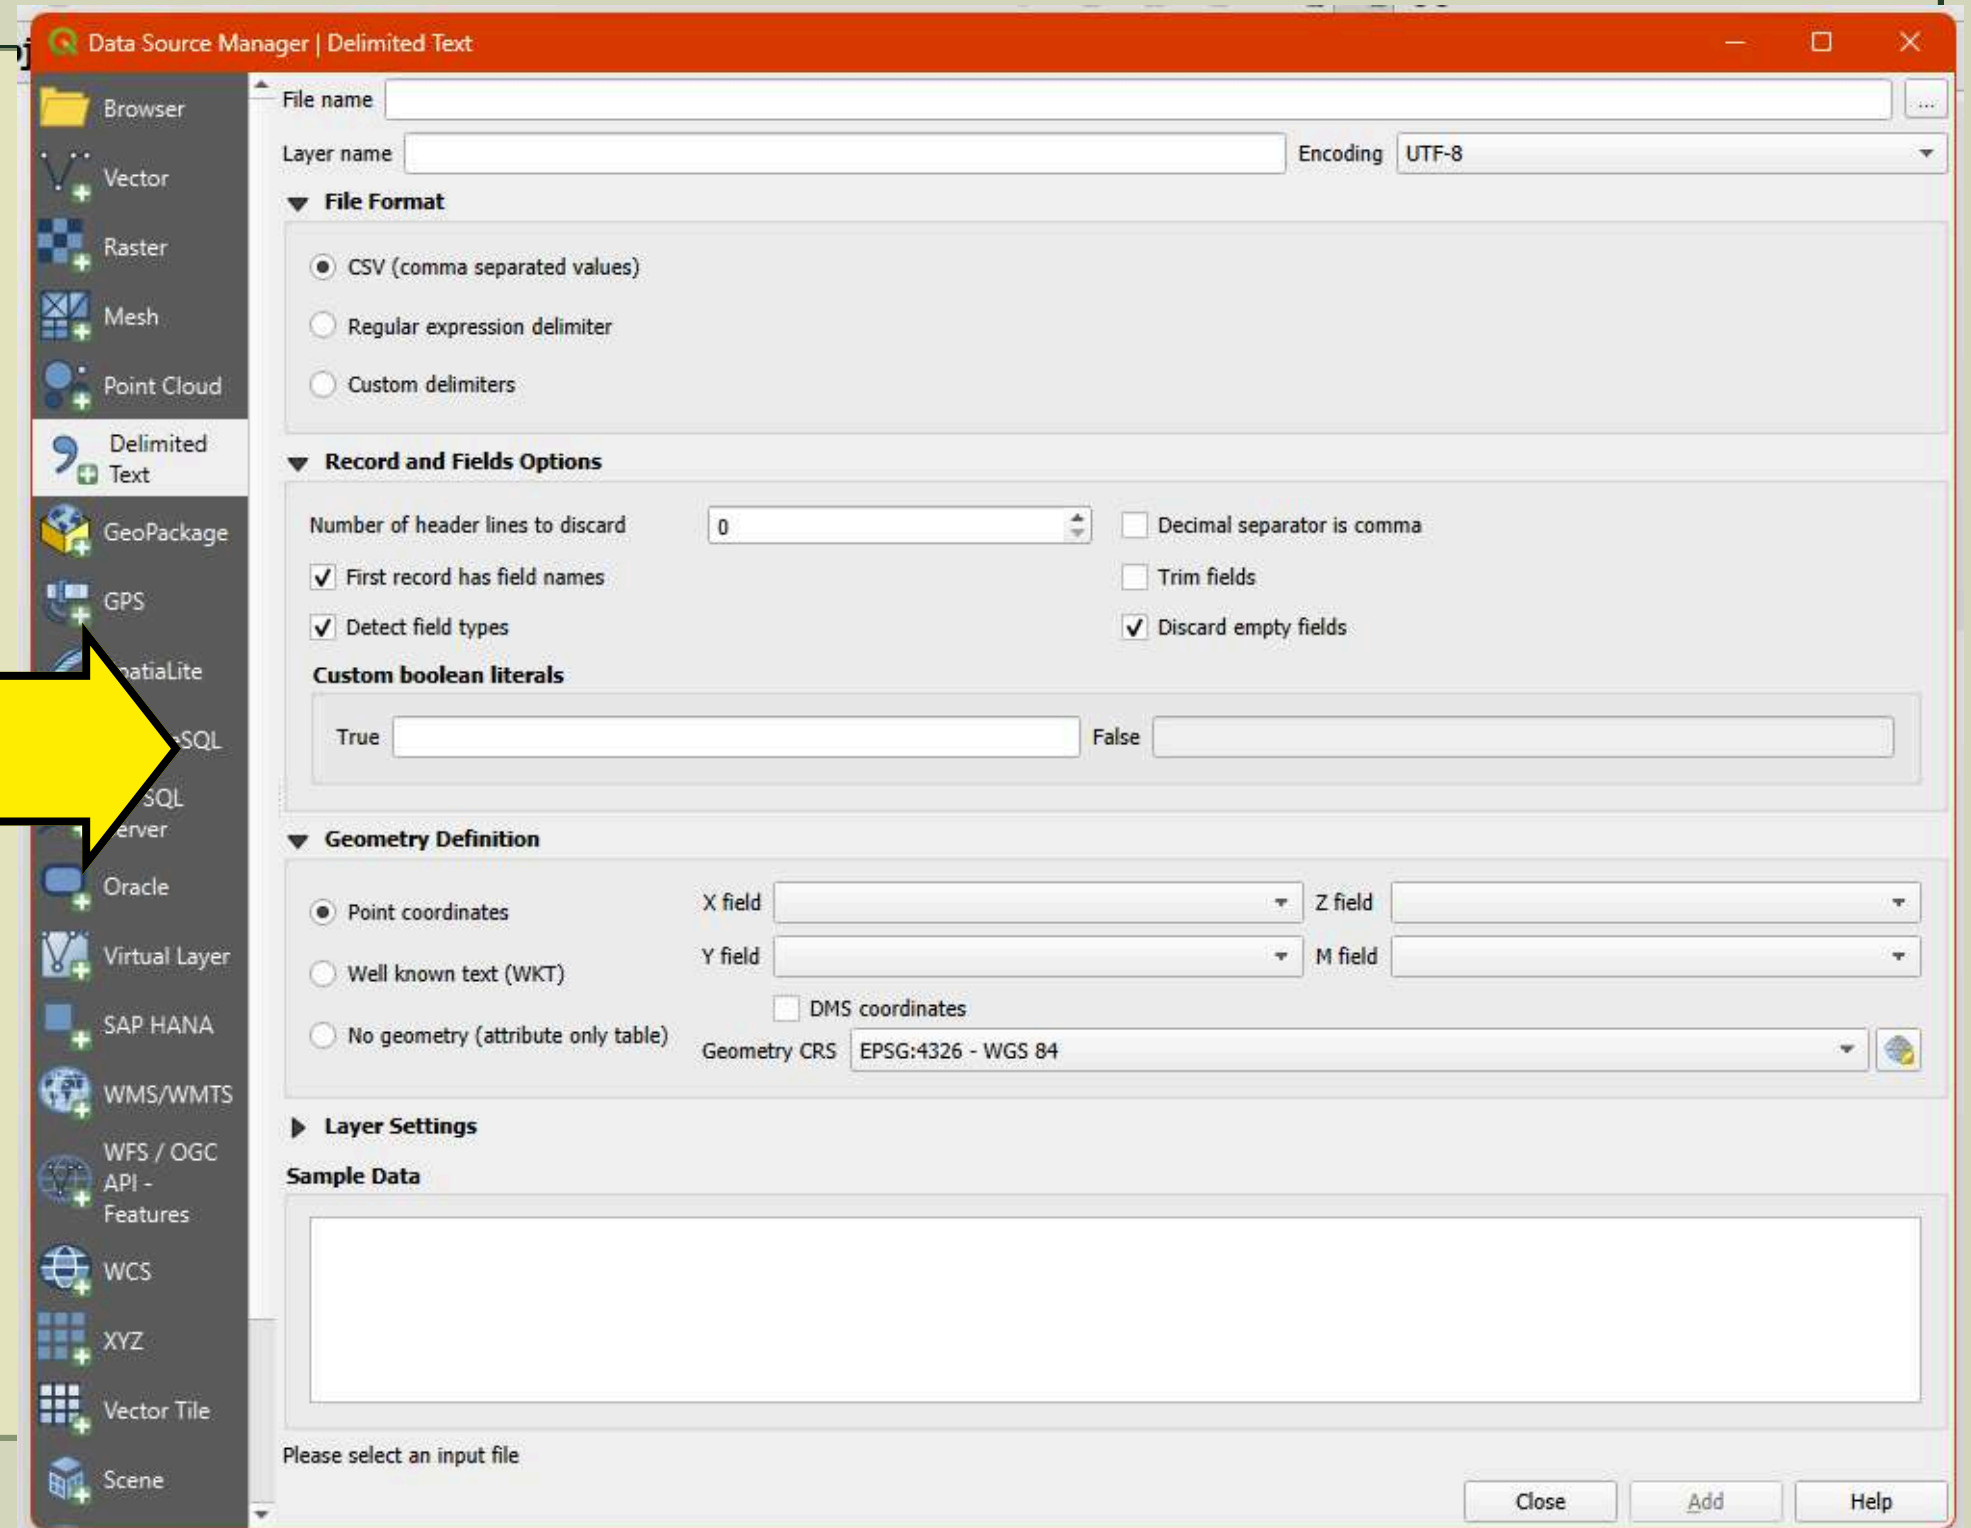 Data Source Manager | Delimited Text
Browser
Vector
Raster
Mesh
Point Cloud
Delimited
Text
GeoPackage
GPS
Oracle
Virtual Layer
SAP HANA
WMS/WMTS
WFS / OGC
API -
Features
WCS
XYZ
Vector Tile
Scene
File name
...
Layer name
Encoding UTF-8
File Format
CSV (comma separated values)
Regular expression delimiter
Custom delimiters
Record and Fields Options
Number of header lines to discard 0
Decimal separator is comma
First record has field names
Trim fields
Detect field types
Discard empty fields
Custom boolean literals
True
False
Geometry Definition
Point coordinates
X field
Z field
Well known text (WKT)
Y field
M field
DMS coordinates
No geometry (attribute only table)
Geometry CRS EPSG:4326 - WGS 84
Layer Settings
Sample Data
Please select an input file
Close
Add
Help